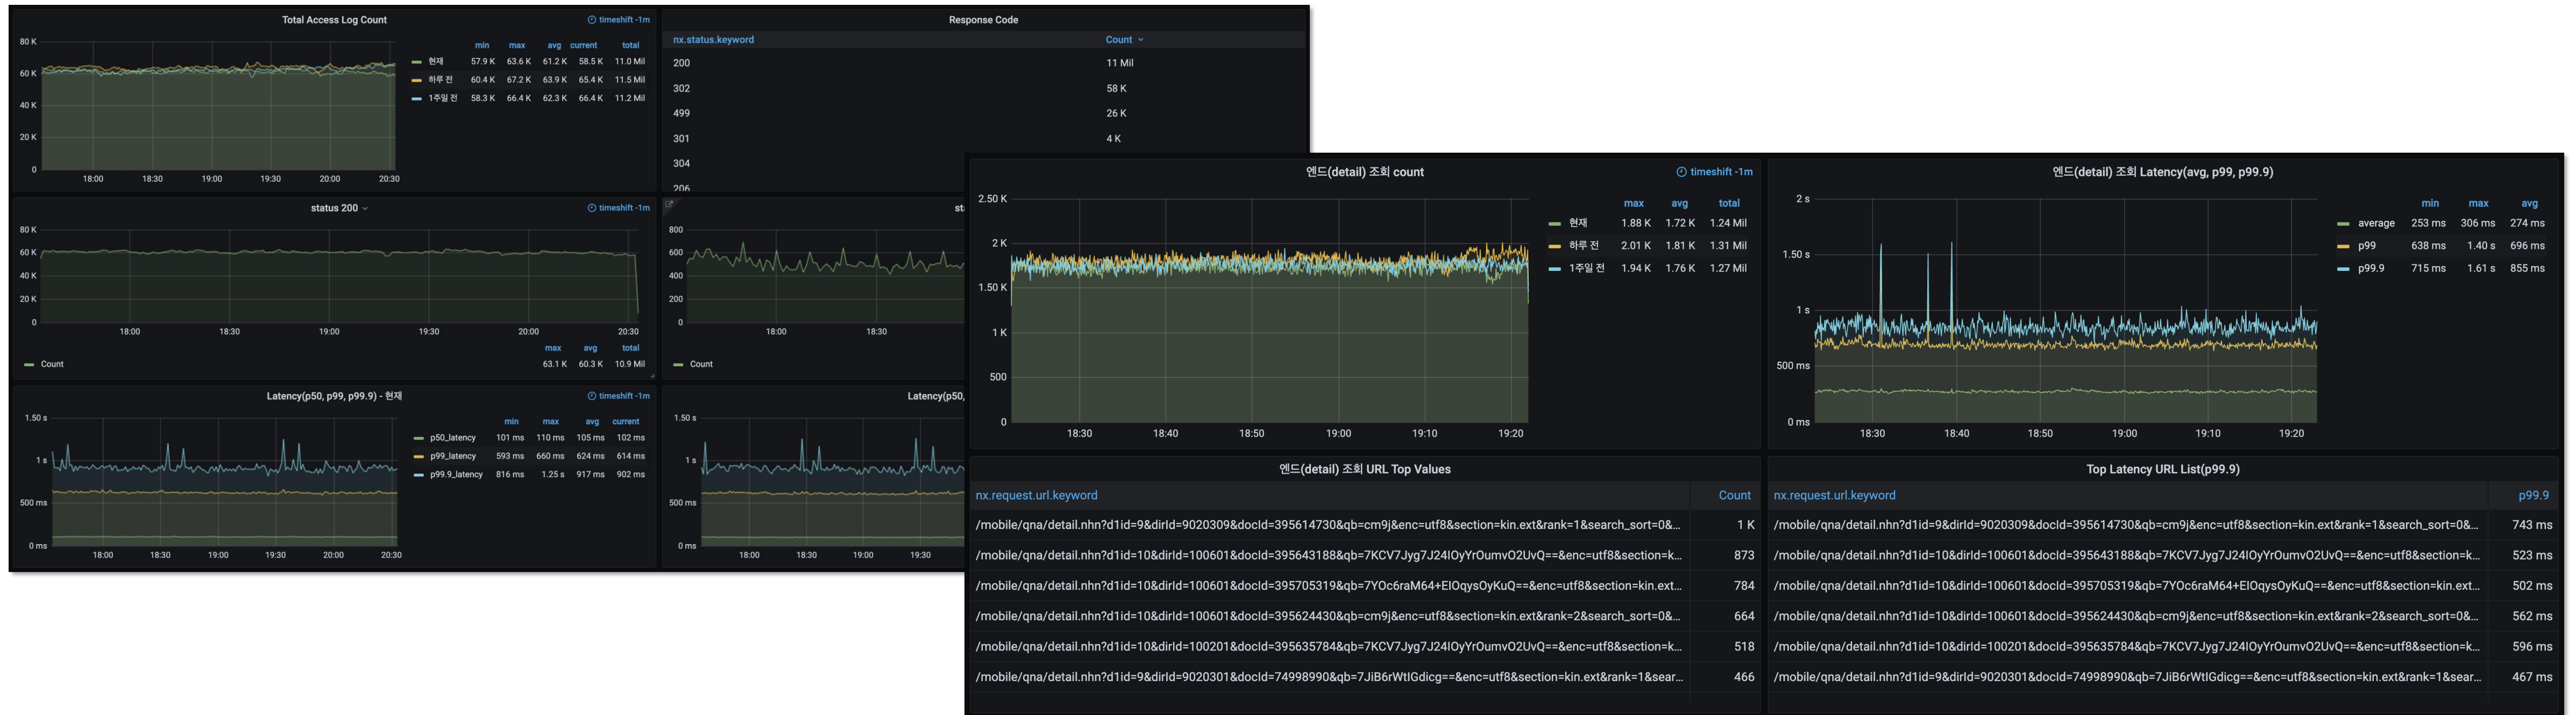 Total Access Log Count
timeshift -1m
80 K
60 K
40 K
20 K
0
18:00 18:30 19:00 19:30 20:00 20:30
min max avg current total
현재 57.9 K 63.6 K 61.2 K 58.5 K 11.0 Mil
하루 전 60.4 K 67.2 K 63.9 K 65.4 K 11.5 Mil
1주일 전 58.3 K 66.4 K 62.3 K 66.4 K 11.2 Mil
Response Code
nx.status.keyword Count
200 11 Mil
302 58 K
499 26 K
301 4 K
304
206
status 200
timeshift -1m
80 K
60 K
40 K
20 K
0
18:00 18:30 19:00 19:30 20:00 20:30
max avg total
Count 63.1 K 60.3 K 10.9 Mil
800
600
400
200
0
18:00 18:30
Count
Latency(p50, p99, p99.9) - 현재
timeshift -1m
1.50 s
1 s
500 ms
0 ms
18:00 18:30 19:00 19:30 20:00 20:30
min max avg current
p50_latency 101 ms 110 ms 105 ms 102 ms
p99_latency 593 ms 660 ms 624 ms 614 ms
p99.9_latency 816 ms 1.25 s 917 ms 902 ms
Latency(p50,
1.50 s
1 s
500 ms
0 ms
18:00 18:30 19:00 19:30
엔드(detail) 조회 count
timeshift -1m
2.50 K
2 K
1.50 K
1 K
500
0
18:30 18:40 18:50 19:00 19:10 19:20
max avg total
현재 1.88 K 1.72 K 1.24 Mil
하루 전 2.01 K 1.81 K 1.31 Mil
1주일 전 1.94 K 1.76 K 1.27 Mil
엔드(detail) 조회 Latency(avg, p99, p99.9)
2 s
1.50 s
1 s
500 ms
0 ms
18:30 18:40 18:50 19:00 19:10 19:20
min max avg
average 253 ms 306 ms 274 ms
p99 638 ms 1.40 s 696 ms
p99.9 715 ms 1.61 s 855 ms
엔드(detail) 조회 URL Top Values
nx.request.url.keyword Count
/mobile/qna/detail.nhn?d1id=9&dirId=9020309&docId=395614730&qb=cm9j&enc=utf8&section=kin.ext&rank=1&search_sort=0&... 1 K
/mobile/qna/detail.nhn?d1id=10&dirId=100601&docId=395643188&qb=7KCV7Jyg7J24IOyYrOumvO2UvQ==&enc=utf8&section=k... 873
/mobile/qna/detail.nhn?d1id=10&dirId=100601&docId=395705319&qb=7YOc6raM64+EIOqysOyKuQ==&enc=utf8&section=kin.ext... 784
/mobile/qna/detail.nhn?d1id=10&dirId=100601&docId=395624430&qb=cm9j&enc=utf8&section=kin.ext&rank=2&search_sort=0&... 664
/mobile/qna/detail.nhn?d1id=10&dirId=100201&docId=395635784&qb=7KCV7Jyg7J24IOyYrOumvO2UvQ==&enc=utf8&section=k... 518
/mobile/qna/detail.nhn?d1id=9&dirId=9020301&docId=74998990&qb=7JiB6rWtIGdicg==&enc=utf8&section=kin.ext&rank=1&sear... 466
Top Latency URL List(p99.9)
nx.request.url.keyword p99.9
/mobile/qna/detail.nhn?d1id=9&dirId=9020309&docId=395614730&qb=cm9j&enc=utf8&section=kin.ext&rank=1&search_sort=0&... 743 ms
/mobile/qna/detail.nhn?d1id=10&dirId=100601&docId=395643188&qb=7KCV7Jyg7J24IOyYrOumvO2UvQ==&enc=utf8&section=k... 523 ms
/mobile/qna/detail.nhn?d1id=10&dirId=100601&docId=395705319&qb=7YOc6raM64+EIOqysOyKuQ==&enc=utf8&section=kin.ext... 502 ms
/mobile/qna/detail.nhn?d1id=10&dirId=100601&docId=395624430&qb=cm9j&enc=utf8&section=kin.ext&rank=2&search_sort=0&... 562 ms
/mobile/qna/detail.nhn?d1id=10&dirId=100201&docId=395635784&qb=7KCV7Jyg7J24IOyYrOumvO2UvQ==&enc=utf8&section=k... 596 ms
/mobile/qna/detail.nhn?d1id=9&dirId=9020301&docId=74998990&qb=7JiB6rWtIGdicg==&enc=utf8&section=kin.ext&rank=1&sear... 467 ms